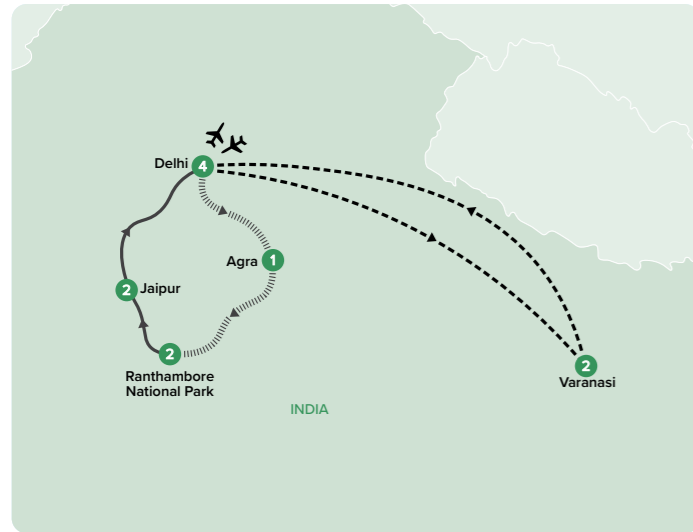 Delhi
4
Agra
1
2
Jaipur
2
Ranthambore
National Park
2
Varanasi
INDIA